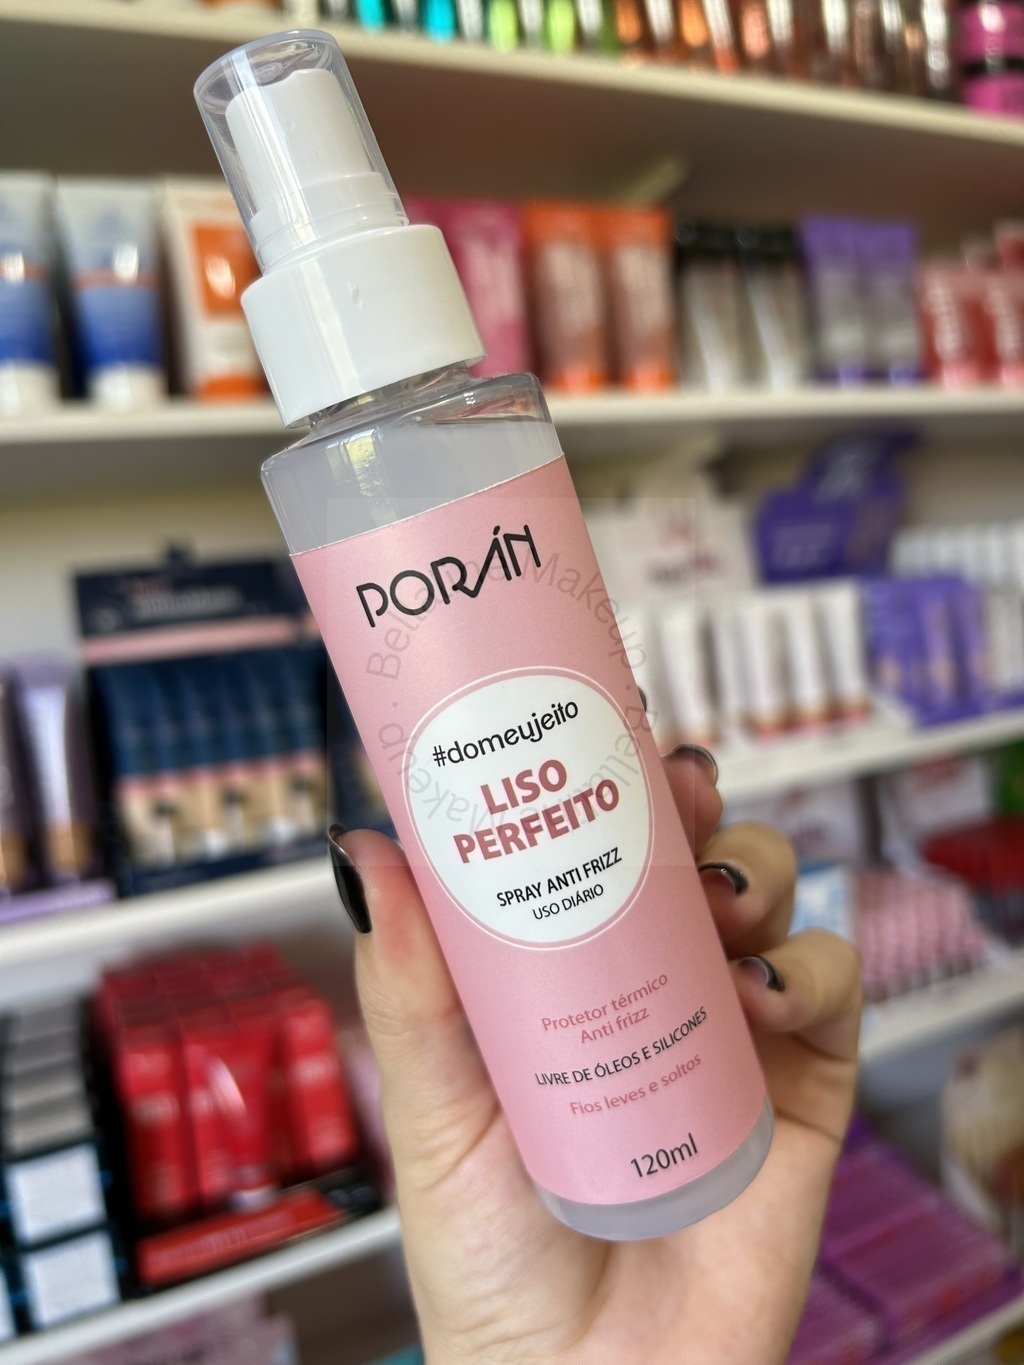 PORÁN
#domeujeito
LISO
PERFEITO
SPRAY ANTI FRIZZ
USO DIÁRIO
Protetor térmico
Anti frizz
LIVRE DE ÓLEOS E SILICONES
Fios leves e soltos
120ml